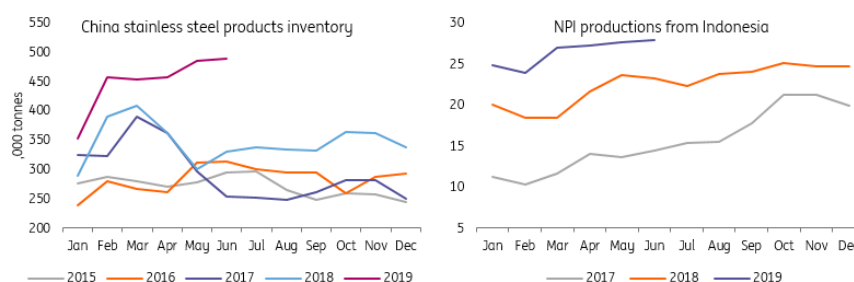 China stainless steel products inventory
,000 tonnes
550
500
450
400
350
300
250
200
Jan Feb Mar Apr May Jun Jul Aug Sep Oct Nov Dec
2015 2016 2017 2018 2019
NPI productions from Indonesia
30
25
20
15
10
5
Jan Feb Mar Apr May Jun Jul Aug Sep Oct Nov De
2017 2018 2019